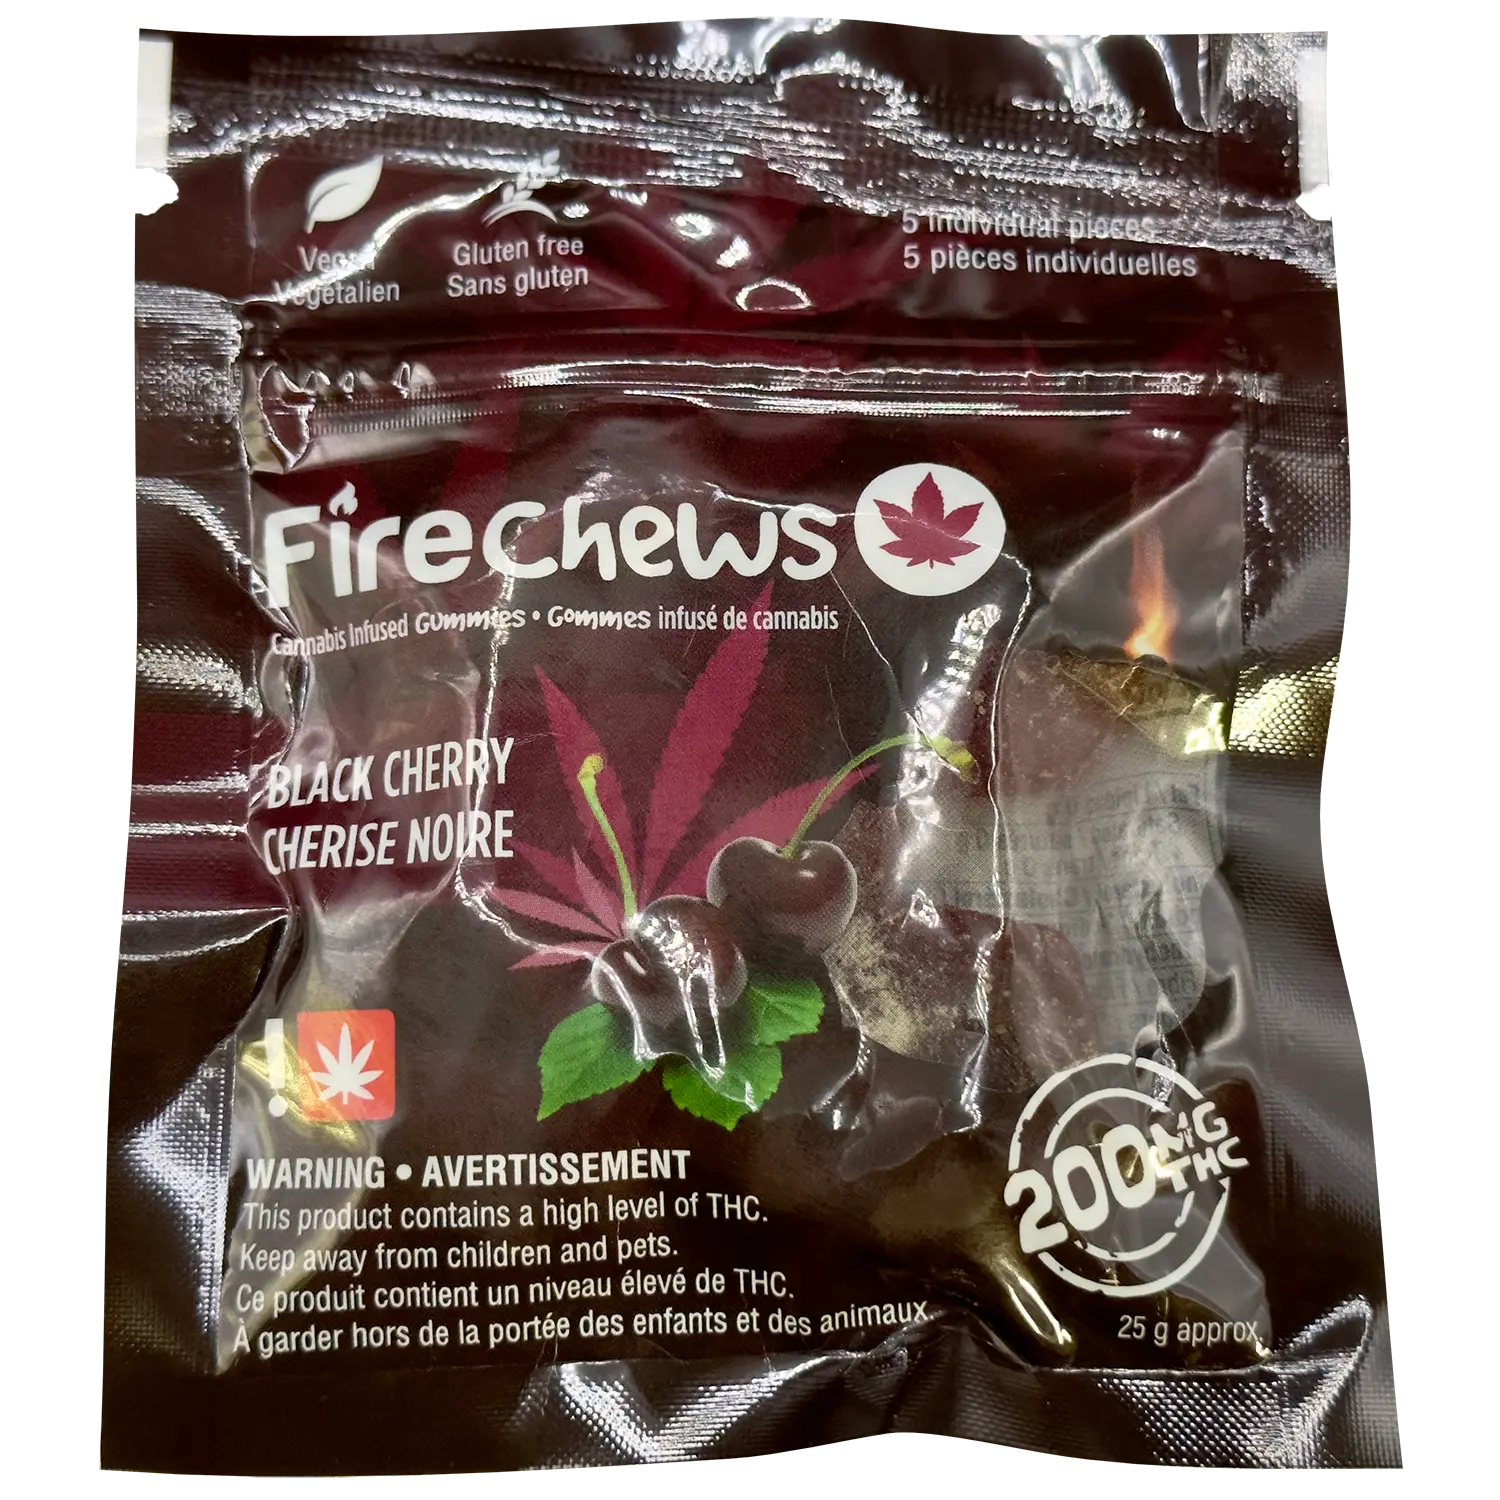 Vegan
Végétalien
Gluten free
Sans gluten
5 individual pieces
5 pièces individuelles
Firechews
Cannabis Infused Gummies • Gommes infusé de cannabis
BLACK CHERRY
CHERISE NOIRE
!
WARNING • AVERTISSEMENT
This product contains a high level of THC.
Keep away from children and pets.
Ce produit contient un niveau élevé de THC.
À garder hors de la portée des enfants et des animaux.
200 MG
THC
25 g approx.